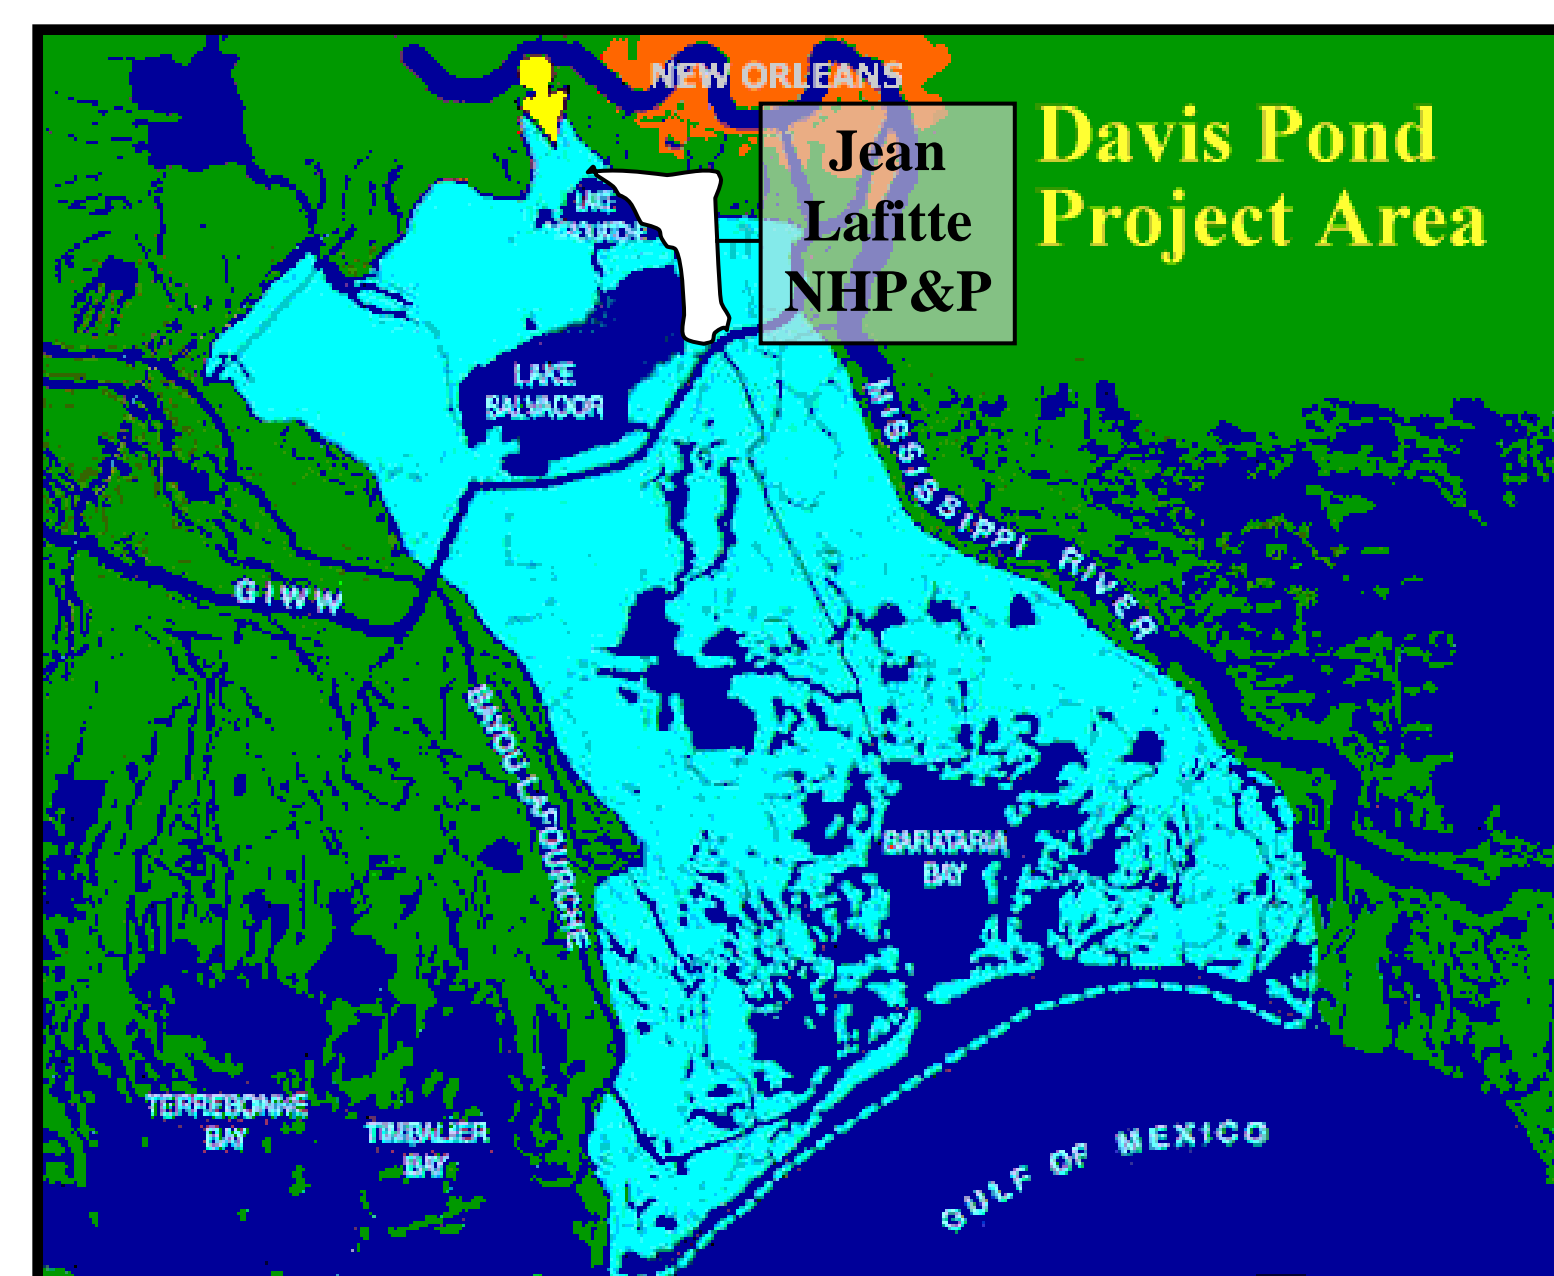 NEW ORLEANS
Jean
Lafitte
NHP&P
Davis Pond
Project Area
LAKE
LAKE
SALVADOR
MISSISSIPPI RIVER
GIWW
BAYOU LAFOURCHE
BARATARIA
BAY
TERREBONNE
BAY
TIMBALIER
BAY
GULF OF MEXICO